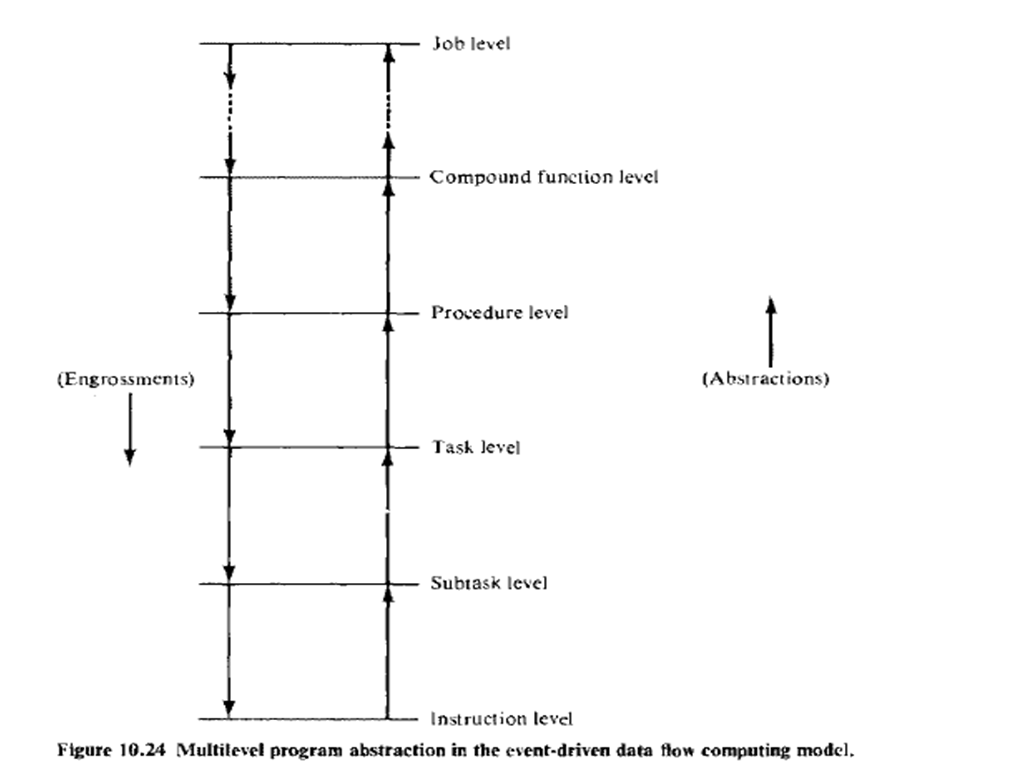 Job level
Compound function level
Procedure level
(Engrossments)
(Abstractions)
Task level
Subtask level
Instruction level
Figure 10.24 Multilevel program abstraction in the event-driven data flow computing model.